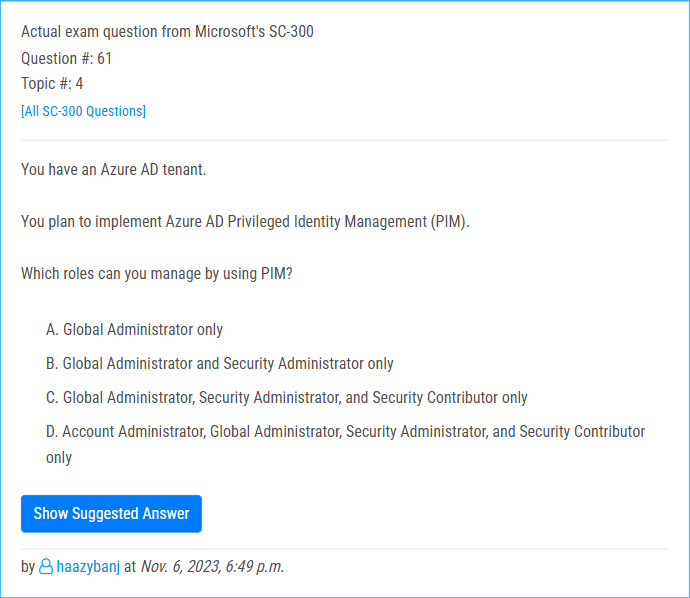 Actual exam question from Microsoft's SC-300
Question #: 61
Topic #: 4
[All SC-300 Questions]
You have an Azure AD tenant.
You plan to implement Azure AD Privileged Identity Management (PIM).
Which roles can you manage by using PIM?
A. Global Administrator only
B. Global Administrator and Security Administrator only
C. Global Administrator, Security Administrator, and Security Contributor only
D. Account Administrator, Global Administrator, Security Administrator, and Security Contributor
only
Show Suggested Answer
by haazybanj at Nov. 6, 2023, 6:49 p.m.